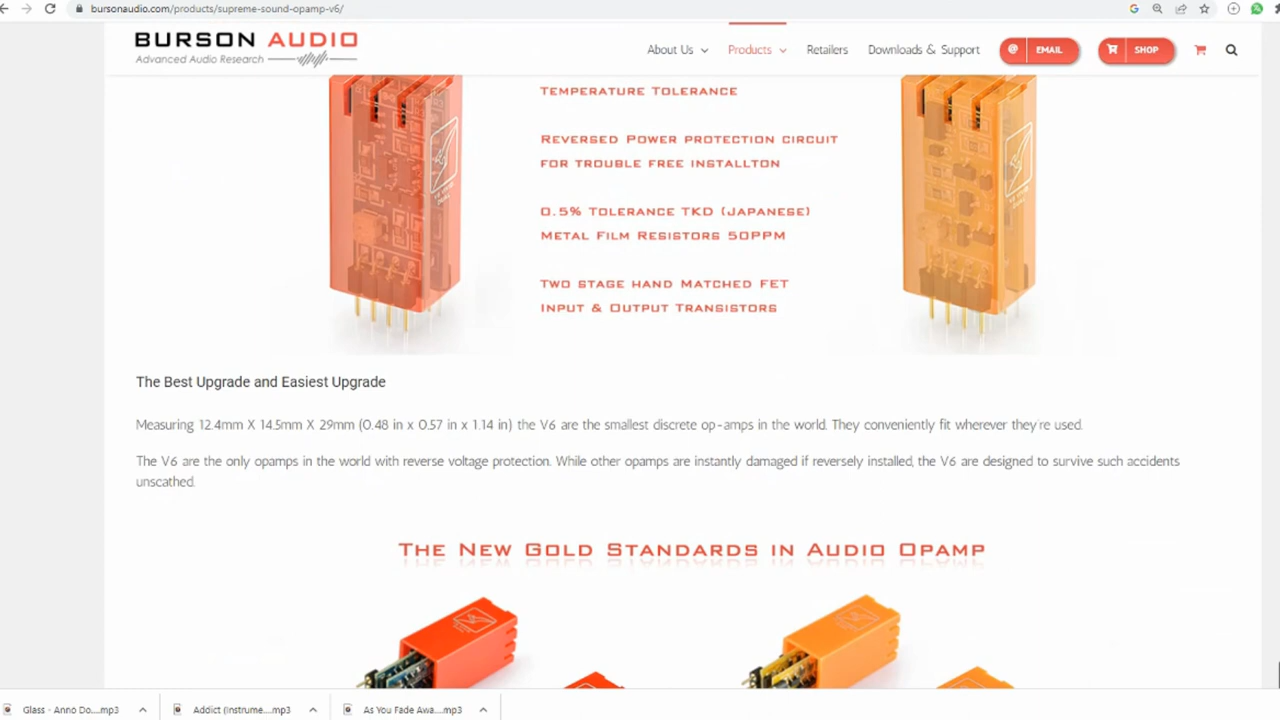 bursonaudio.com/products/supreme-sound-opamp-v6/
BURSON AUDIO
Advanced Audio Research
About Us
Products
Retailers
Downloads & Support
EMAIL
SHOP
TEMPERATURE TOLERANCE
REVERSED POWER PROTECTION CIRCUIT
FOR TROUBLE FREE INSTALLTON
0.5% TOLERANCE TKD (JAPANESE)
METAL FILM RESISTORS 50PPM
TWO STAGE HAND MATCHED FET
INPUT & OUTPUT TRANSISTORS
The Best Upgrade and Easiest Upgrade
Measuring 12.4mm X 14.5mm X 29mm (0.48 in x 0.57 in x 1.14 in) the V6 are the smallest discrete op-amps in the world. They conveniently fit wherever they're used.
The V6 are the only opamps in the world with reverse voltage protection. While other opamps are instantly damaged if reversely installed, the V6 are designed to survive such accidents
unscathed.
THE NEW GOLD STANDARDS IN AUDIO OPAMP
Glass - Anno Do....mp3
Addict (Instrume....mp3
As You Fade Awa....mp3